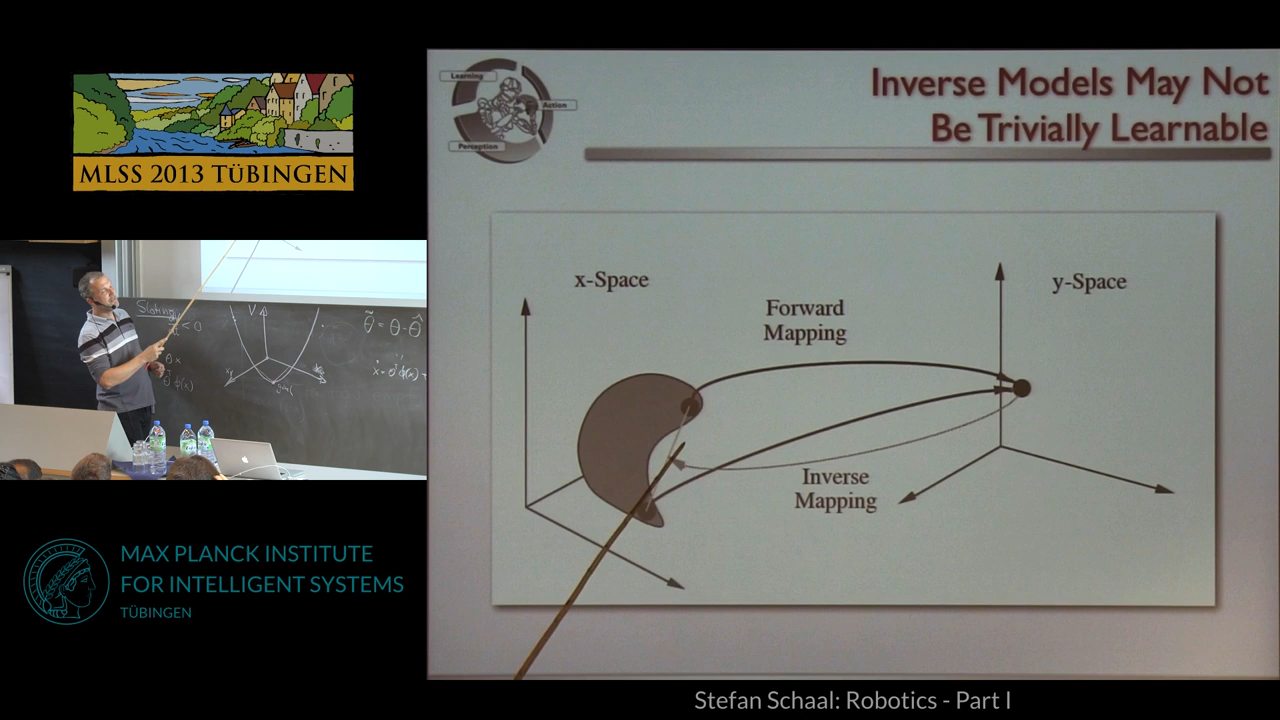 MLSS 2013 TÜBINGEN
Learning
Action
Perception
Inverse Models May Not
Be Trivially Learnable
x-Space
y-Space
Forward
Mapping
Inverse
Mapping
V
MAX PLANCK INSTITUTE
FOR INTELLIGENT SYSTEMS
TÜBINGEN
Stefan Schaal: Robotics - Part I